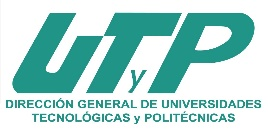 UTyP
DIRECCIÓN GENERAL DE UNIVERSIDADES
TECNOLÓGICAS y POLITÉCNICAS